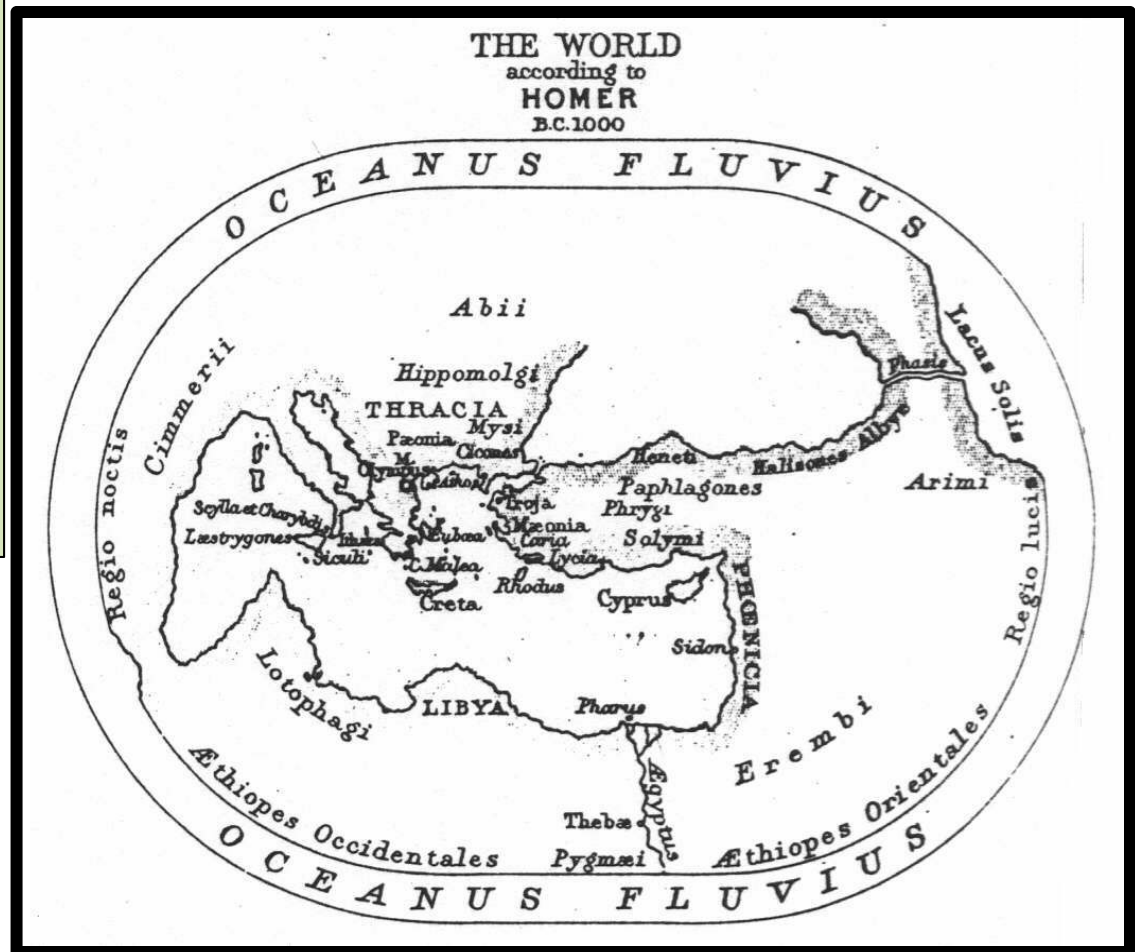 THE WORLD
according to
HOMER
B.C.1000
OCEANUS FLUVIUS
Abii
Lacus Solis
Cimmerii
Hippomolgi
Phasis
THRACIA
Mysi
Albye
Pæonia
Cicones
Heneti
Halisones
M.
Olympus
Arimi
Paphlagones
Troja
Phrygi
Regio noctis
Regio lucis
Scylla et Charybdis
Mæonia
Eubœa
Caria
Solymi
Læstrygones
Siculi
Lycia
C. Malea
Rhodus
Creta
Cyprus
PHŒNICIA
Sidon
Lotophagi
LIBYA
Pharus
Erembi
Ægyptus
Æthiopes Occidentales
Thebæ
Pygmæi
Æthiopes Orientales
OCEANUS FLUVIUS